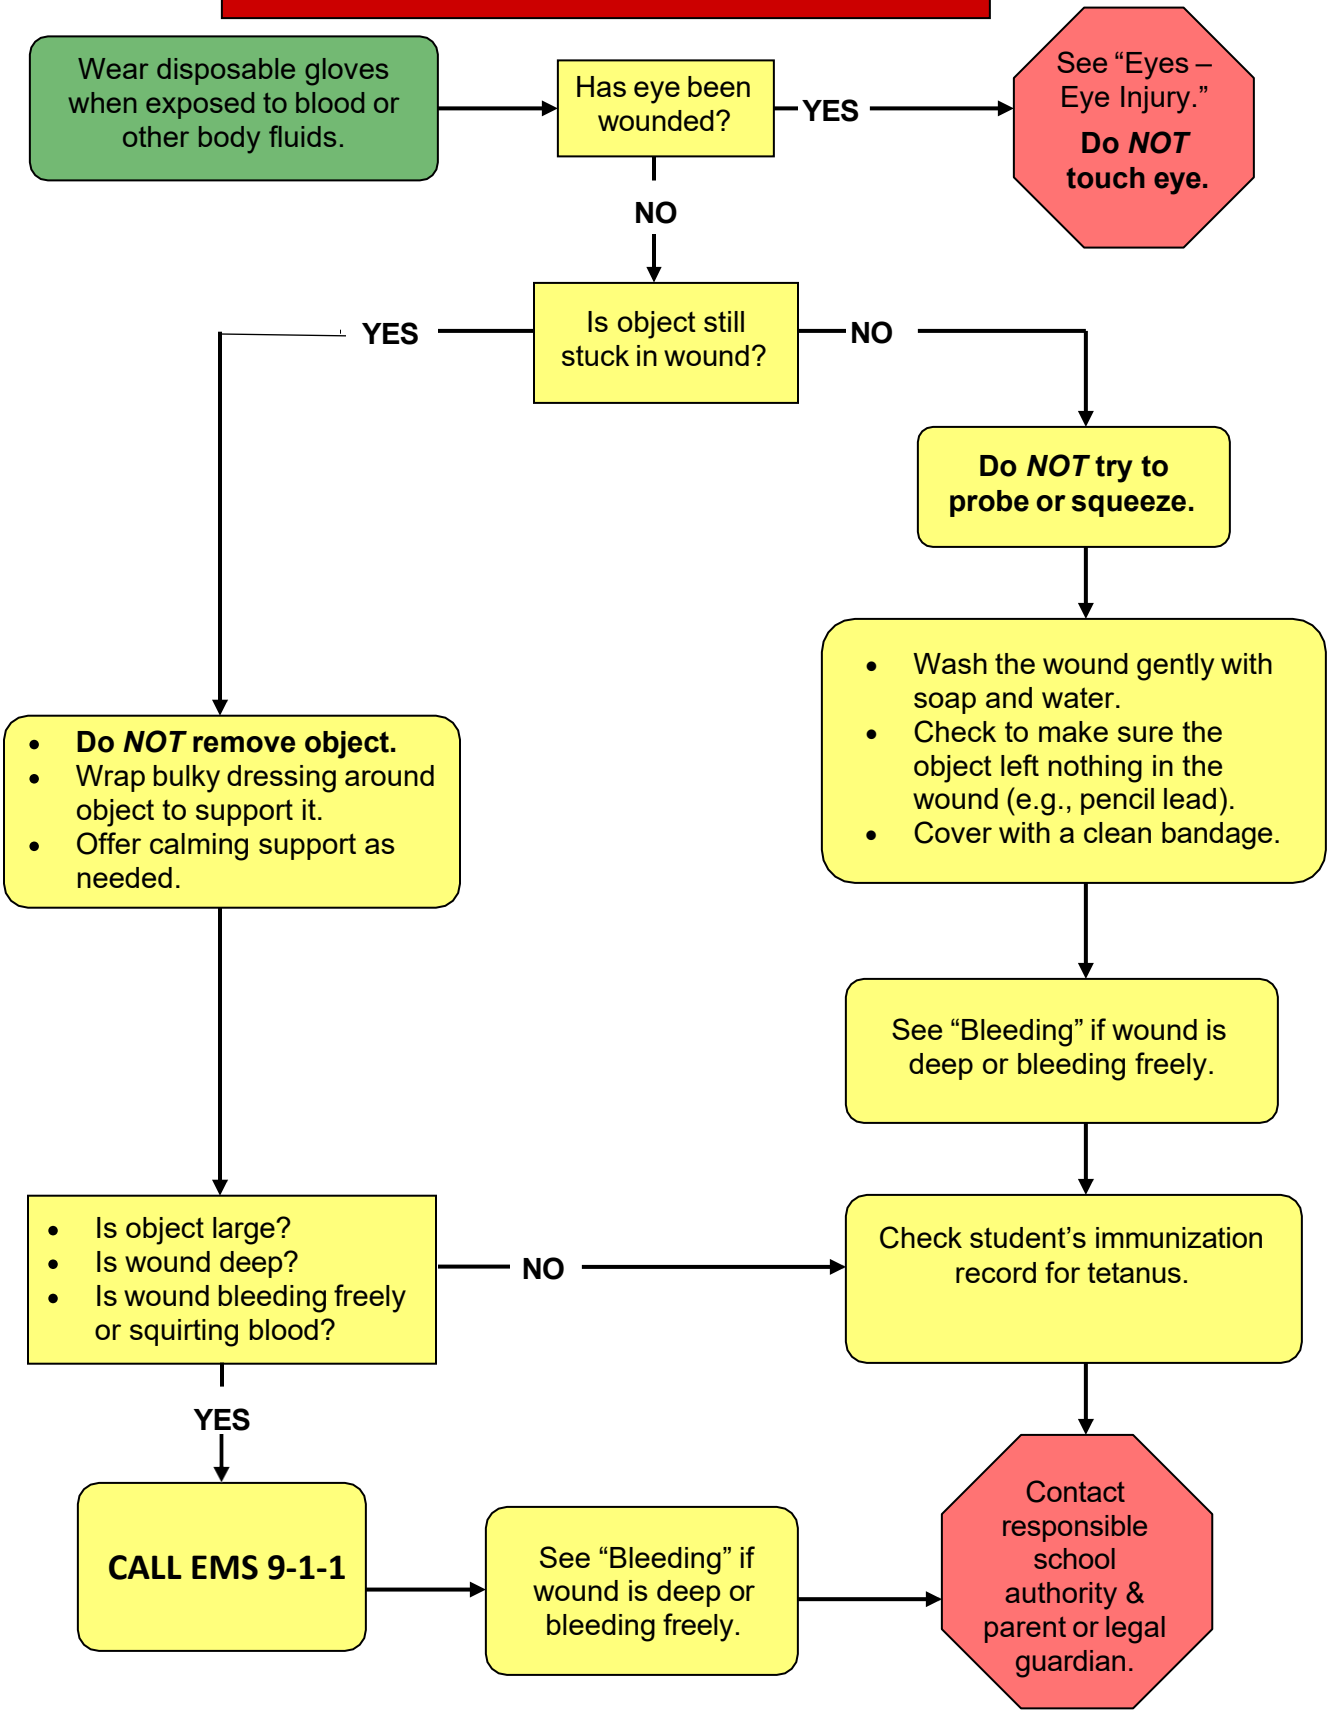 Wear disposable gloves
when exposed to blood or
other body fluids.
Has eye been
wounded?
YES
See “Eyes –
Eye Injury.”
Do NOT
touch eye.
NO
Is object still
stuck in wound?
YES
NO
Do NOT try to
probe or squeeze.
• Wash the wound gently with
soap and water.
• Check to make sure the
object left nothing in the
wound (e.g., pencil lead).
• Cover with a clean bandage.
• Do NOT remove object.
• Wrap bulky dressing around
object to support it.
• Offer calming support as
needed.
See “Bleeding” if wound is
deep or bleeding freely.
• Is object large?
• Is wound deep?
• Is wound bleeding freely
or squirting blood?
NO
Check student’s immunization
record for tetanus.
YES
CALL EMS 9-1-1
See “Bleeding” if
wound is deep or
bleeding freely.
Contact
responsible
school
authority &
parent or legal
guardian.